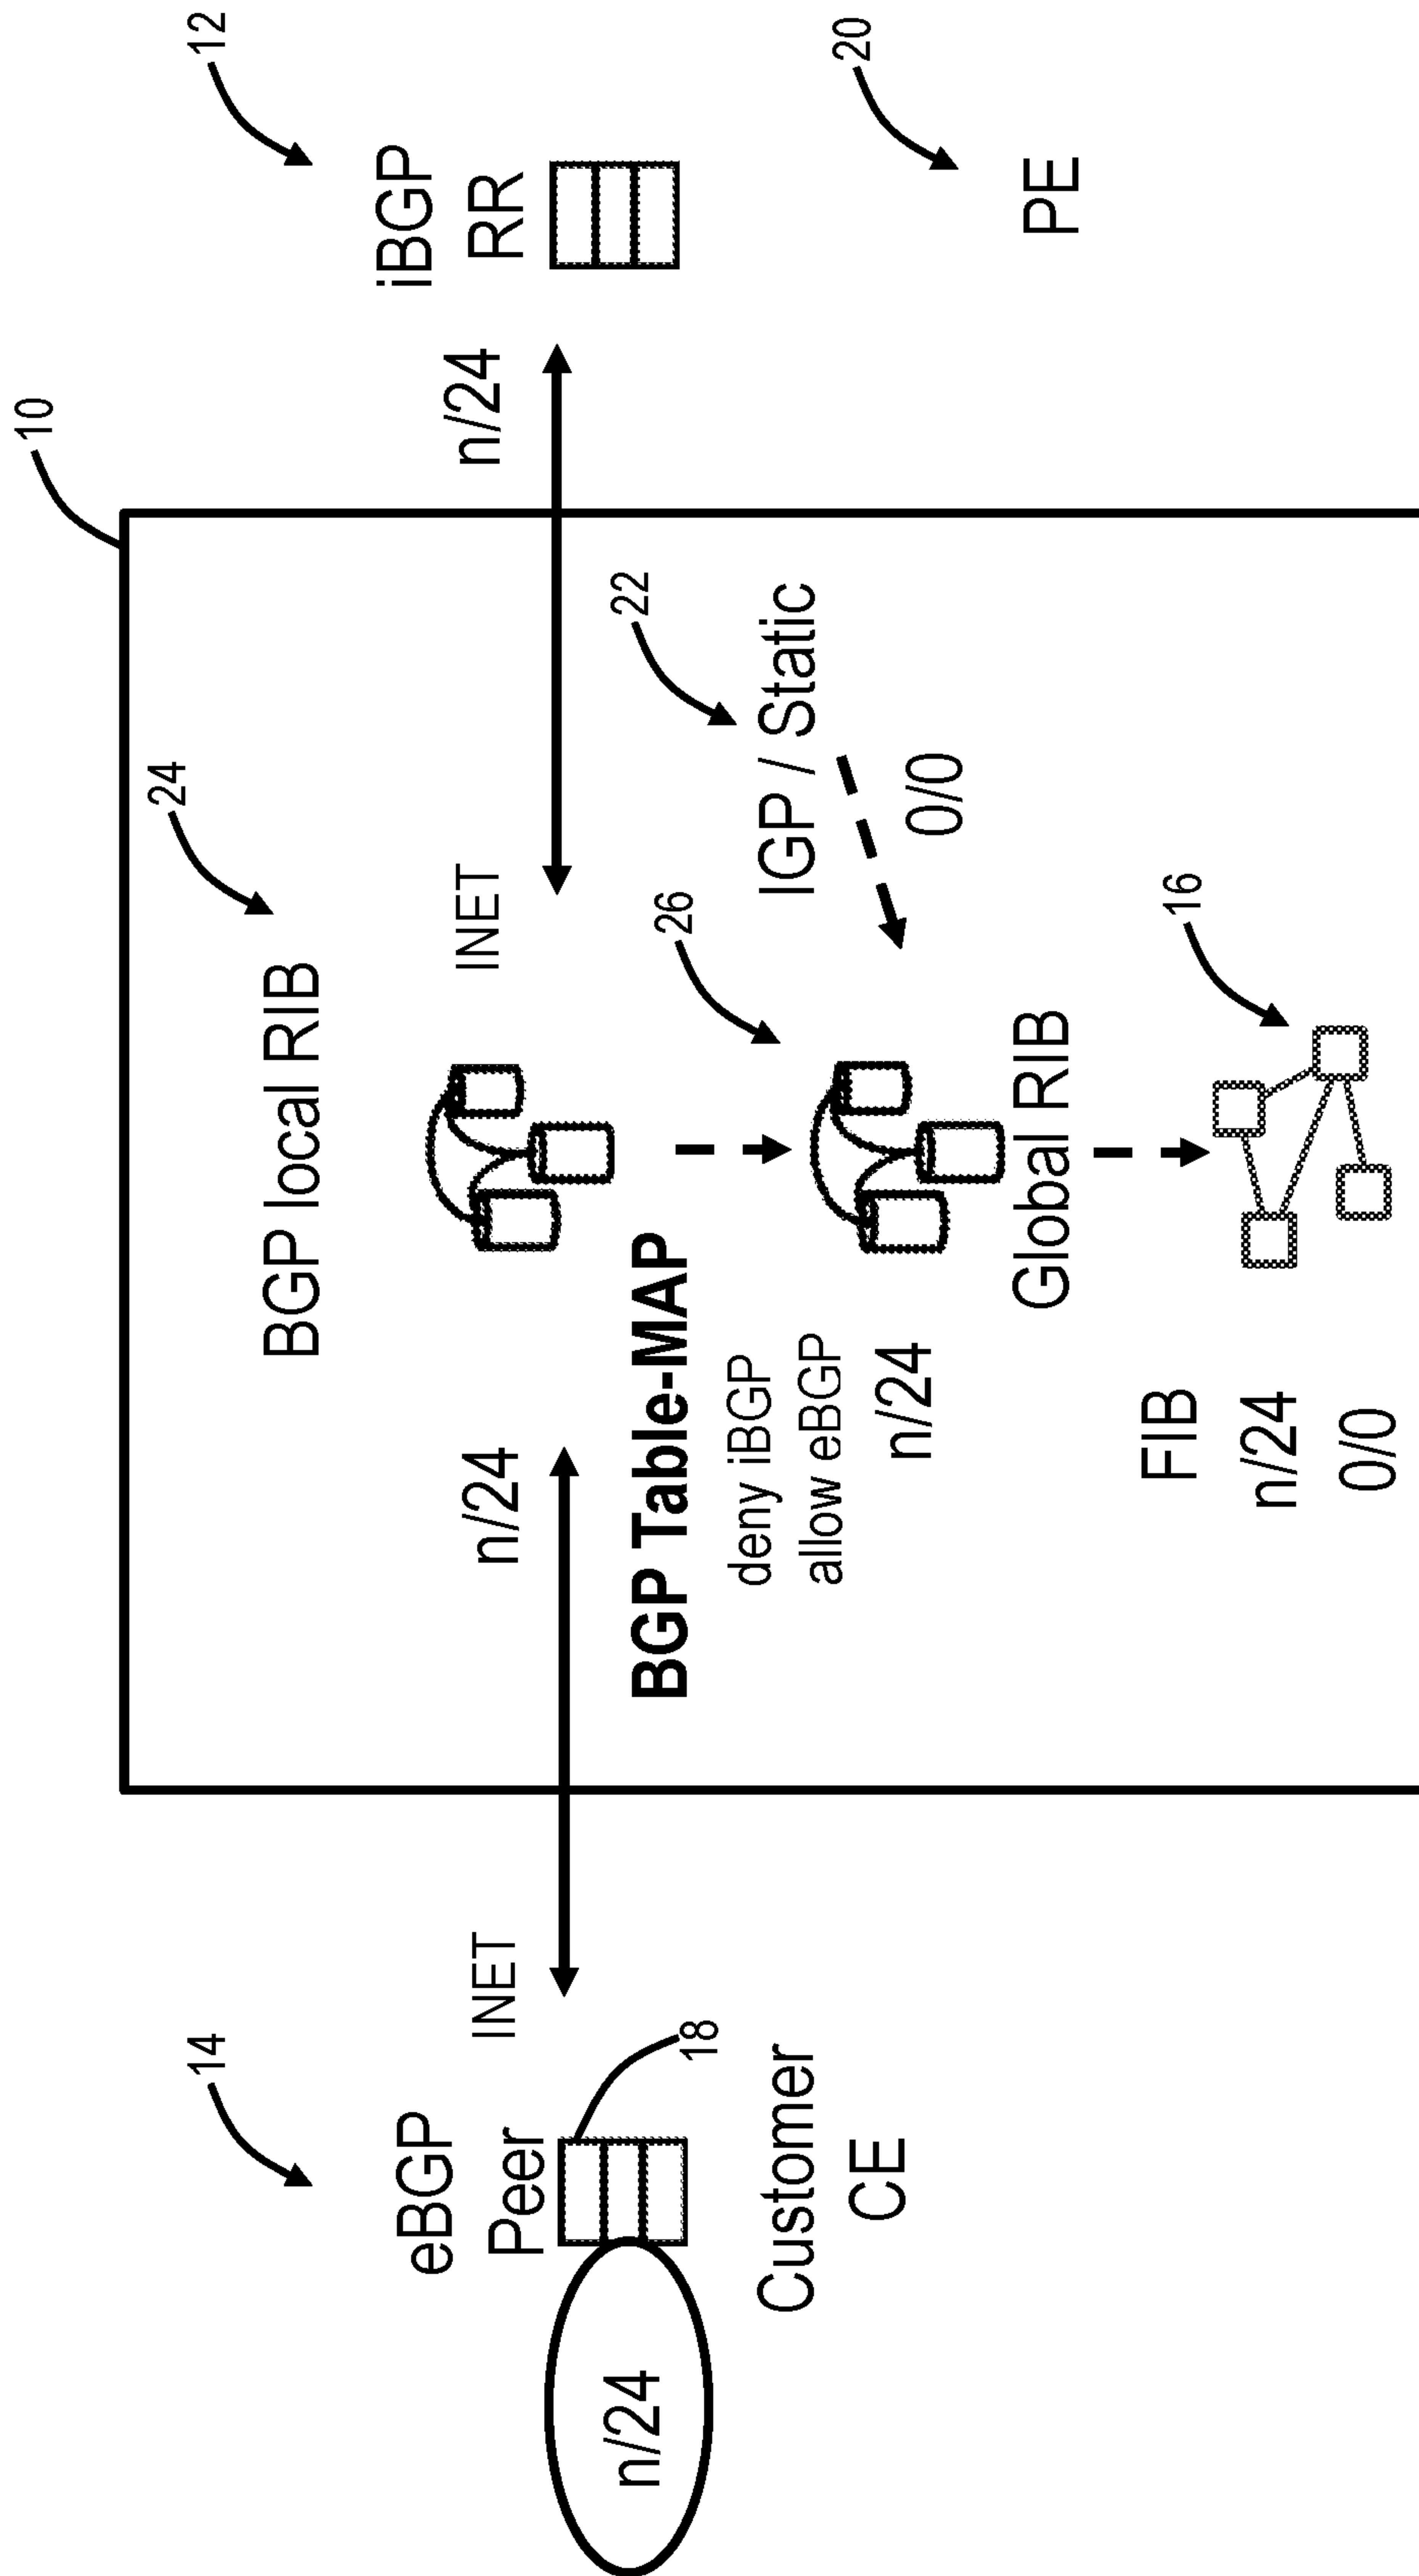 14
eBGP
Peer
INET
18
n/24
Customer
CE
10
24
BGP local RIB
n/24
INET
BGP Table-MAP
deny iBGP
allow eBGP
n/24
26
22
IGP / Static
0/0
Global RIB
16
FIB
n/24
0/0
12
iBGP
RR
n/24
20
PE